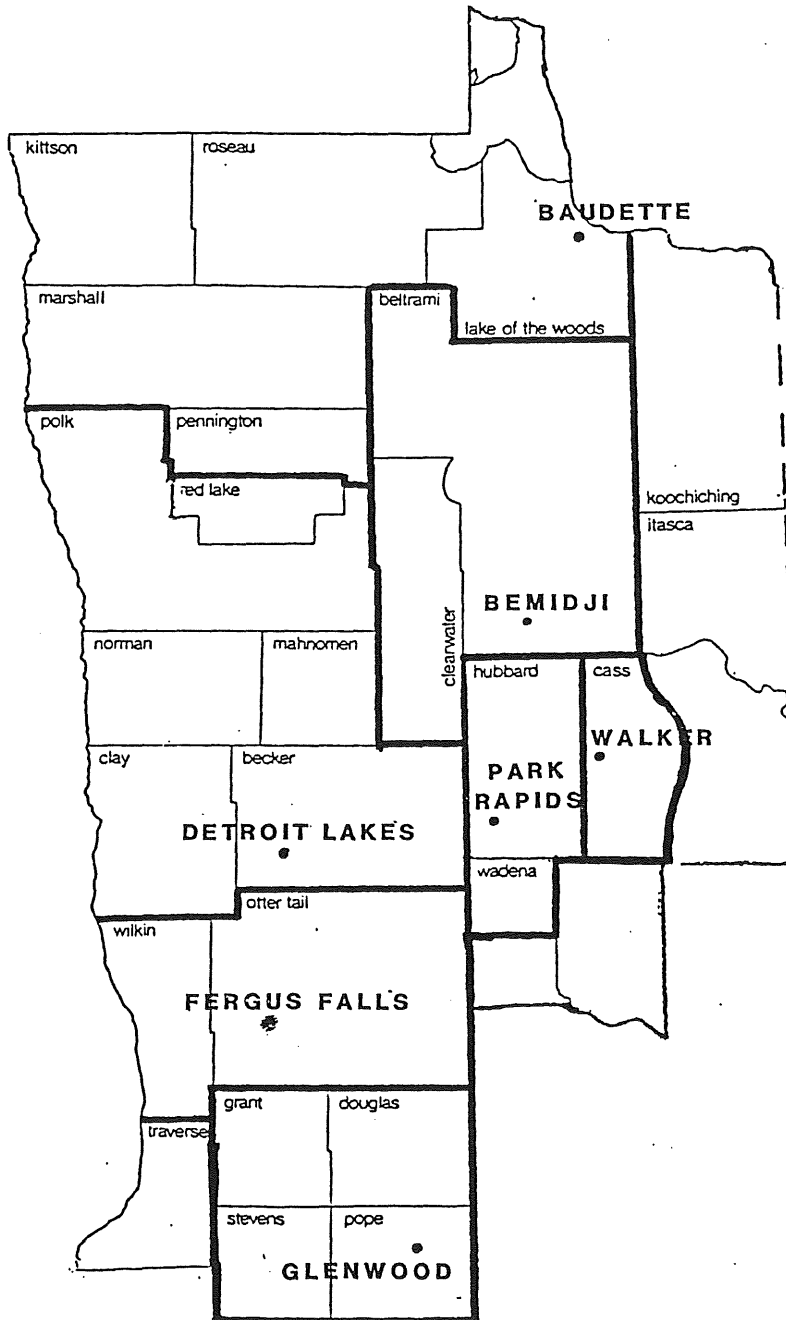 kittson
roseau
BAUDETTE
marshall
beltrami
lake of the woods
polk
pennington
red lake
koochiching
itasca
clearwater
BEMIDJI
norman
mahnomen
hubbard
cass
WALKER
clay
becker
PARK
RAPIDS
DETROIT LAKES
wadena
otter tail
wilkin
FERGUS FALLS
grant
douglas
traverse
stevens
pope
GLENWOOD